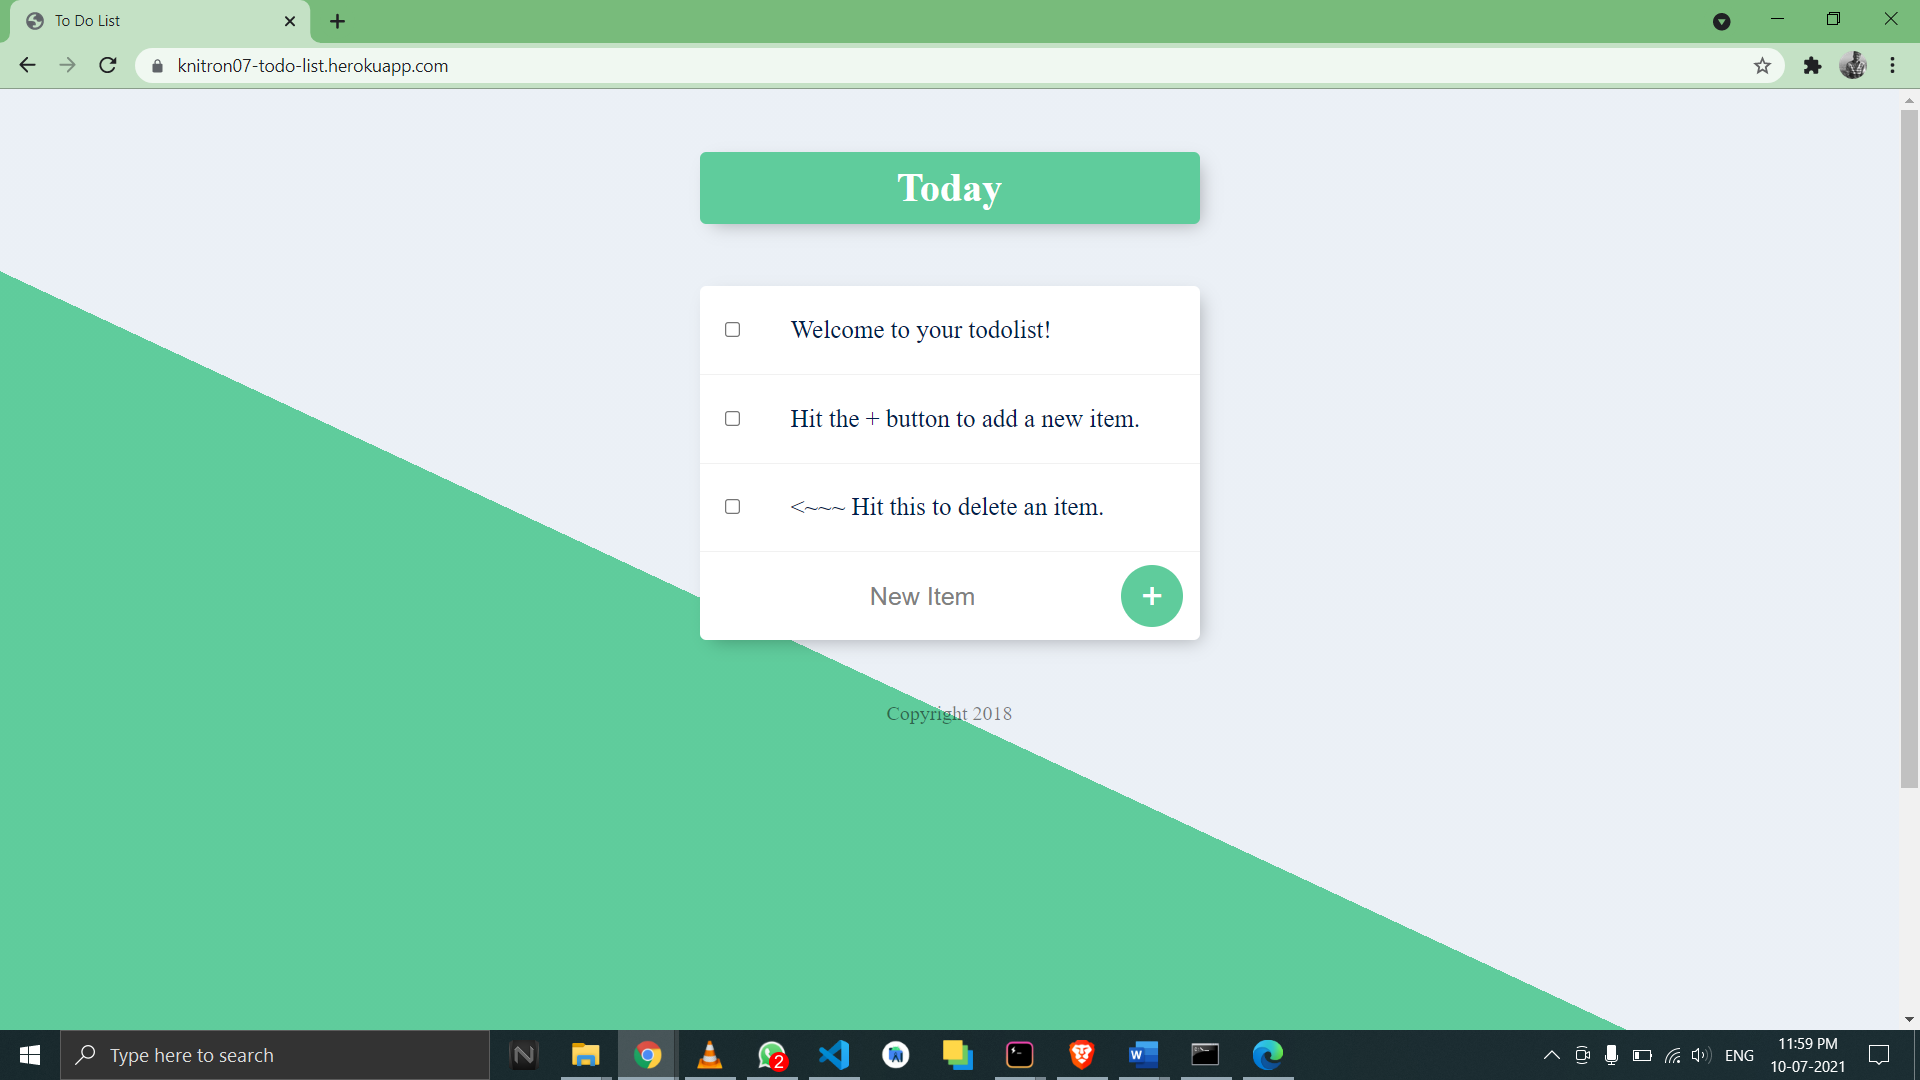 To Do List
knitron07-todo-list.herokuapp.com
Today
Welcome to your todolist!
Hit the + button to add a new item.
<~~~ Hit this to delete an item.
New Item
+
Copyright 2018
Type here to search
2
ENG
11:59 PM
10-07-2021